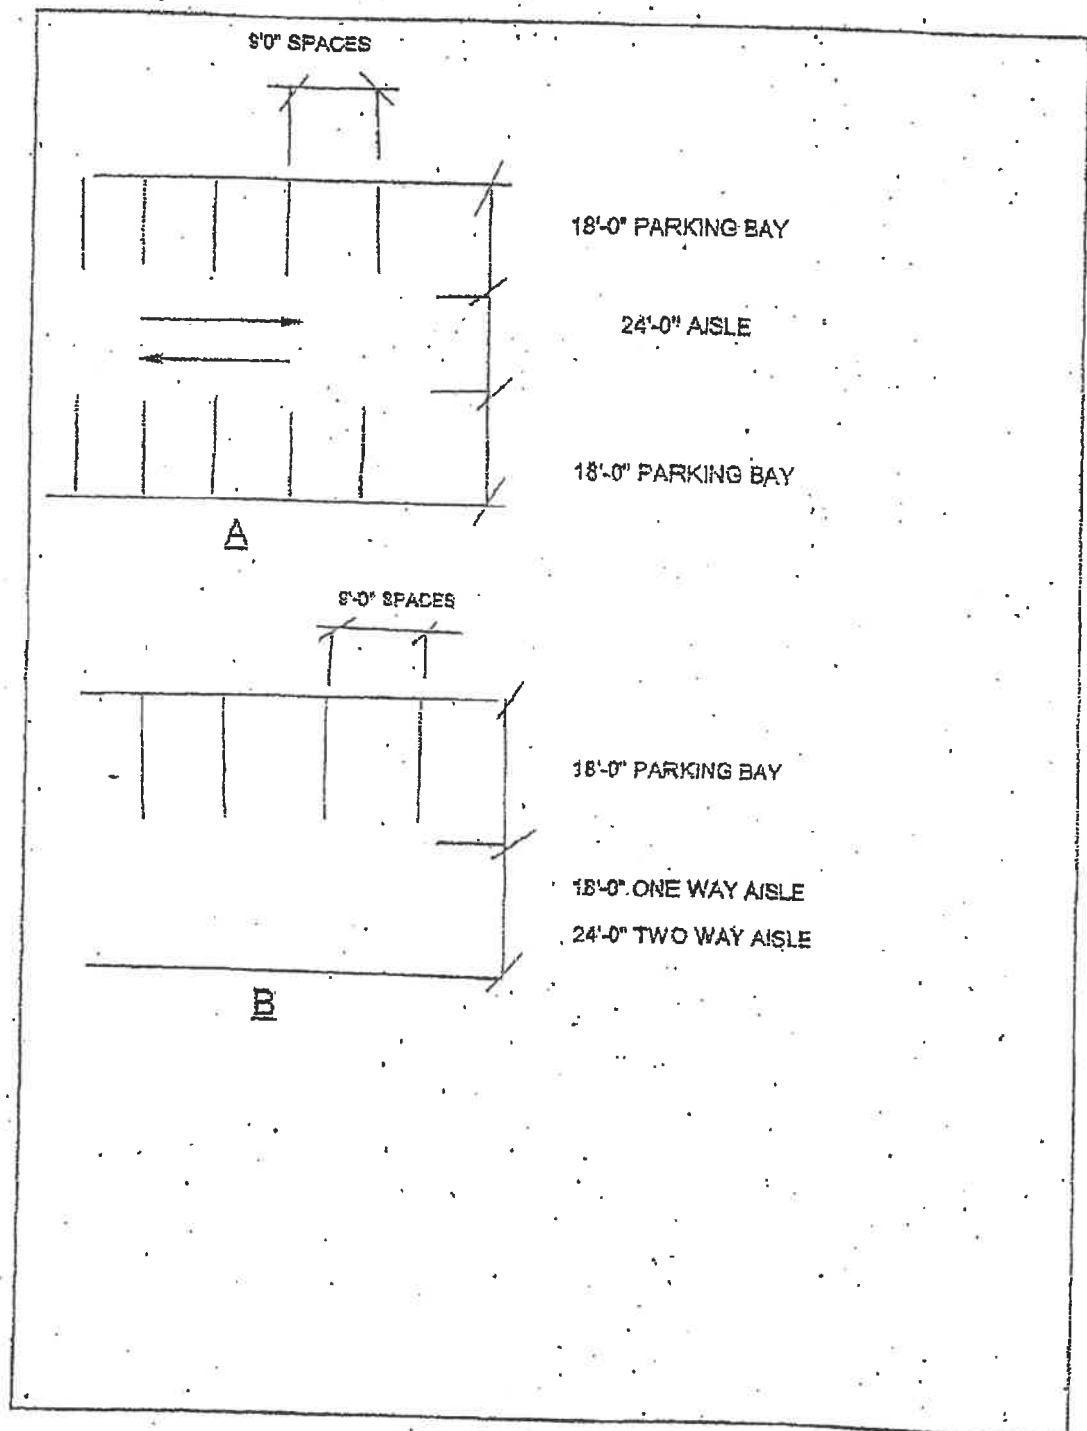 9'0" SPACES
18'-0" PARKING BAY
24'-0" AISLE
18'-0" PARKING BAY
A
9'-0" SPACES
18'-0" PARKING BAY
18'-0" ONE WAY AISLE
24'-0" TWO WAY AISLE
B